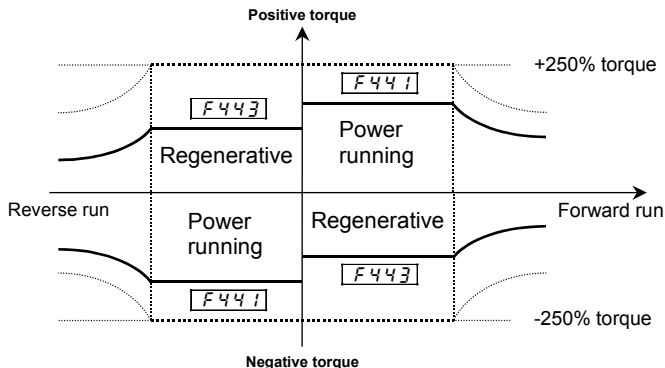 Positive torque
+250% torque
F441
F443
Power
running
Regenerative
Reverse run
Forward run
Power
running
Regenerative
F443
F441
-250% torque
Negative torque